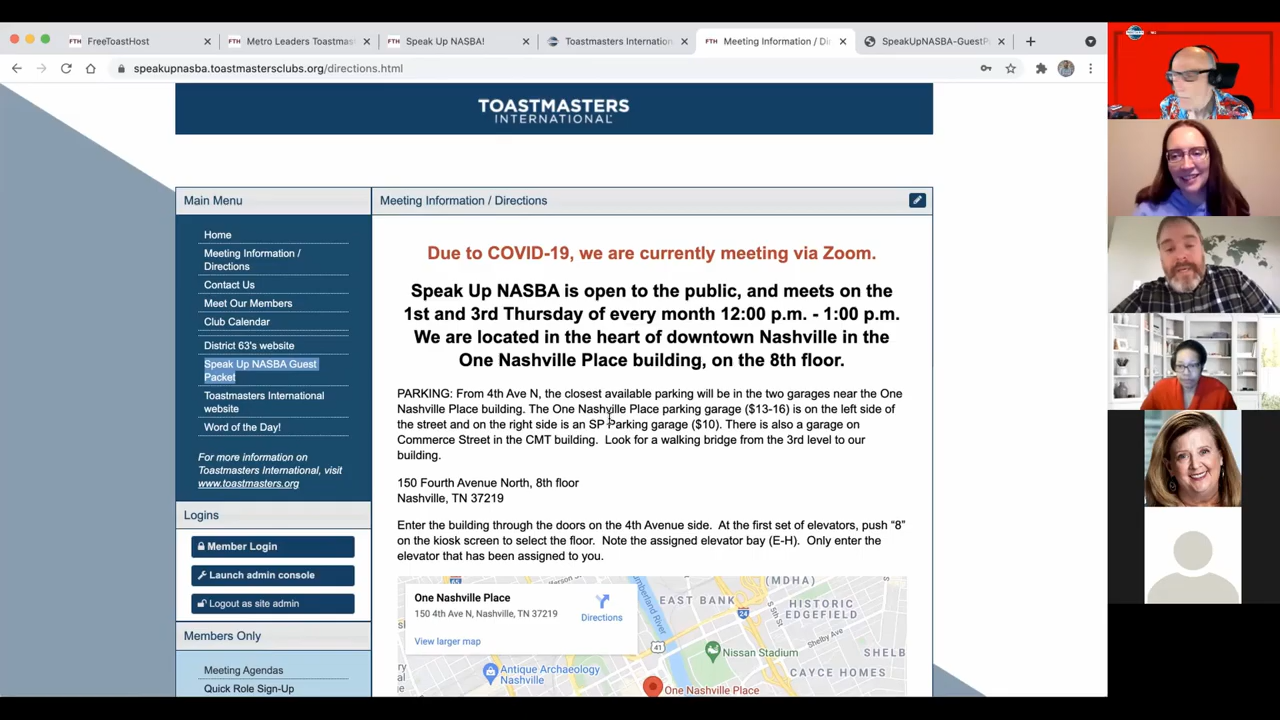 FTH FreeToastHost
FTH Metro Leaders Toastmas
FTH Speak Up NASBA!
Toastmasters Internation
FTH Meeting Information / Di
SpeakUpNASBA-GuestP
speakupnasba.toastmastersclubs.org/directions.html
TOASTMASTERS
INTERNATIONAL
Main Menu
Home
Meeting Information /
Directions
Contact Us
Meet Our Members
Club Calendar
District 63's website
Speak Up NASBA Guest
Packet
Toastmasters International
website
Word of the Day!
For more information on
Toastmasters International, visit
www.toastmasters.org
Logins
Member Login
Launch admin console
Logout as site admin
Members Only
Meeting Agendas
Quick Role Sign-Up
Meeting Information / Directions
Due to COVID-19, we are currently meeting via Zoom.
Speak Up NASBA is open to the public, and meets on the
1st and 3rd Thursday of every month 12:00 p.m. - 1:00 p.m.
We are located in the heart of downtown Nashville in the
One Nashville Place building, on the 8th floor.
PARKING: From 4th Ave N, the closest available parking will be in the two garages near the One
Nashville Place building. The One Nashville Place parking garage ($13-16) is on the left side of
the street and on the right side is an SP+Parking garage ($10). There is also a garage on
Commerce Street in the CMT building. Look for a walking bridge from the 3rd level to our
building.
150 Fourth Avenue North, 8th floor
Nashville, TN 37219
Enter the building through the doors on the 4th Avenue side. At the first set of elevators, push “8”
on the kiosk screen to select the floor. Note the assigned elevator bay (E-H). Only enter the
elevator that has been assigned to you.
One Nashville Place
150 4th Ave N, Nashville, TN 37219
Directions
View larger map
(MDHA)
EAST BANK
24
HISTORIC
EDGEFIELD
Shelby Ave
SHELB
41
Nissan Stadium
CAYCE HOMES
Antique Archaeology
Nashville
One Nashville Place